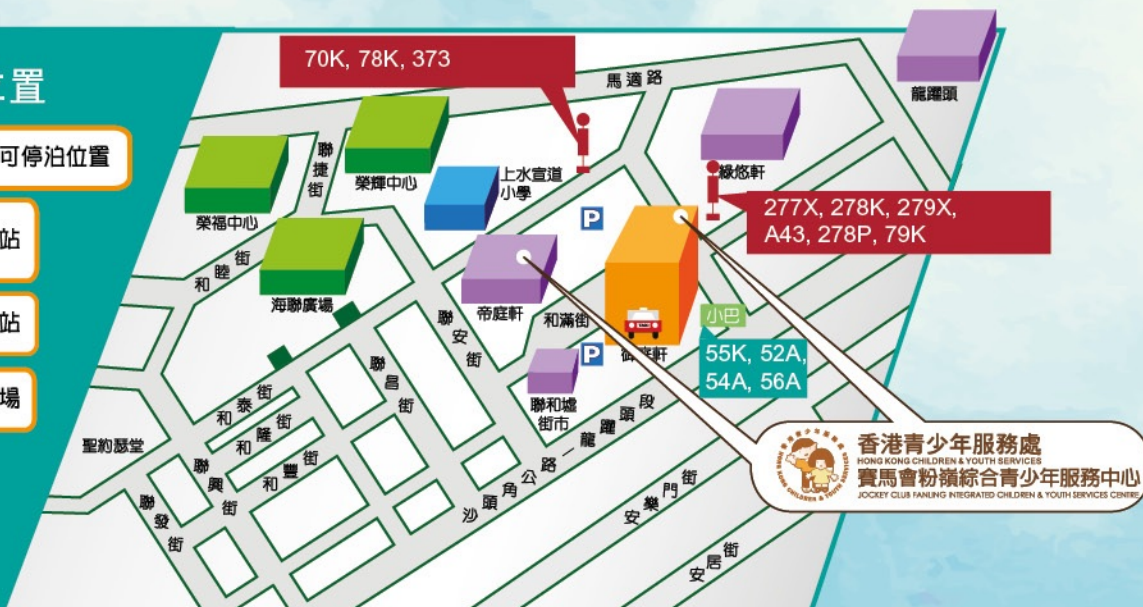 置
可停泊位置
站
站
場
70K, 78K, 373
馬適路
龍躍頭
聯捷街
榮輝中心
上水宣道
小學
綠悠軒
榮福中心
P
277X, 278K, 279X,
A43, 278P, 79K
和睦街
海聯廣場
帝庭軒
和滿街
聯安街
小巴
P
55K, 52A,
54A, 56A
聯昌街
聯和墟
街市
和泰街
和隆街
和豐街
聖約瑟堂
聯興街
聯發街
沙頭角公路－龍躍頭段
安樂門街
安居街
香港青少年服務處
HONG KONG CHILDREN & YOUTH SERVICES
賽馬會粉嶺綜合青少年服務中心
JOCKEY CLUB FANLING INTEGRATED CHILDREN & YOUTH SERVICES CENTRE